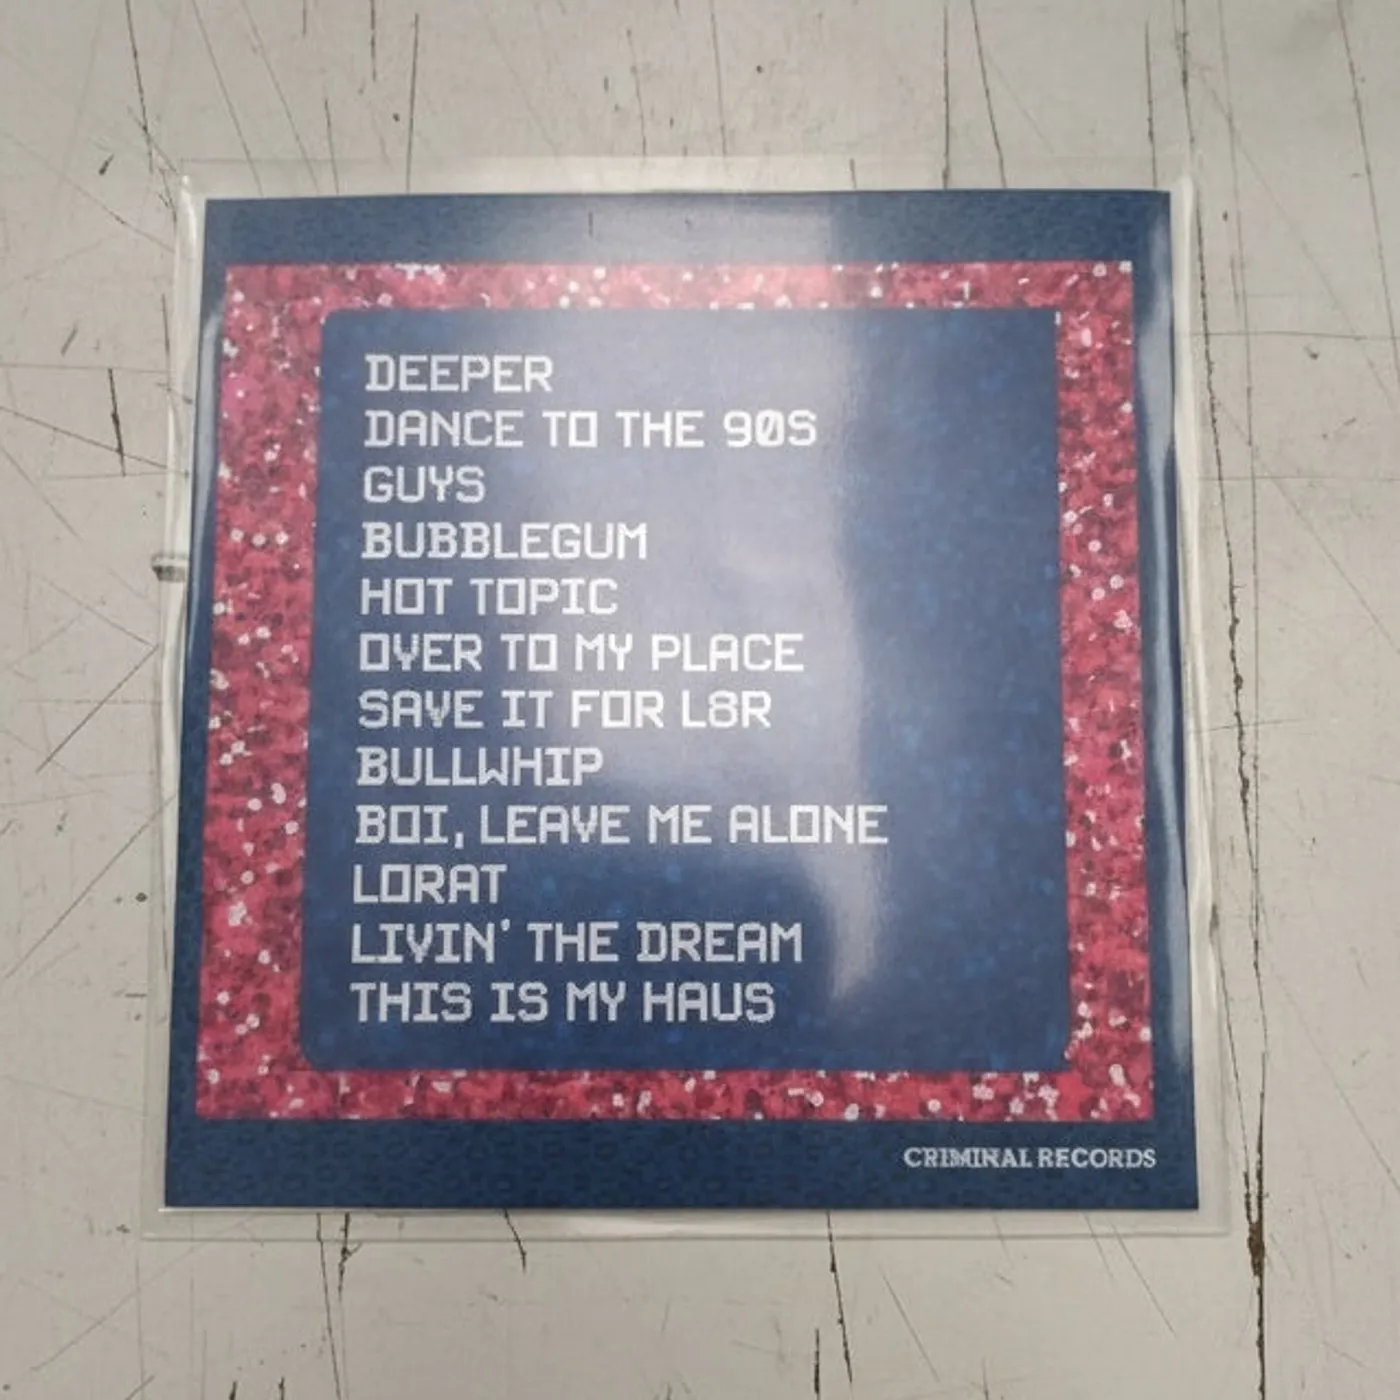 DEEPER
DANCE TO THE 90S
GUYS
BUBBLEGUM
HOT TOPIC
OVER TO MY PLACE
SAVE IT FOR L8R
BULLWHIP
BOI, LEAVE ME ALONE
LORAT
LIVIN' THE DREAM
THIS IS MY HAUS
CRIMINAL RECORDS